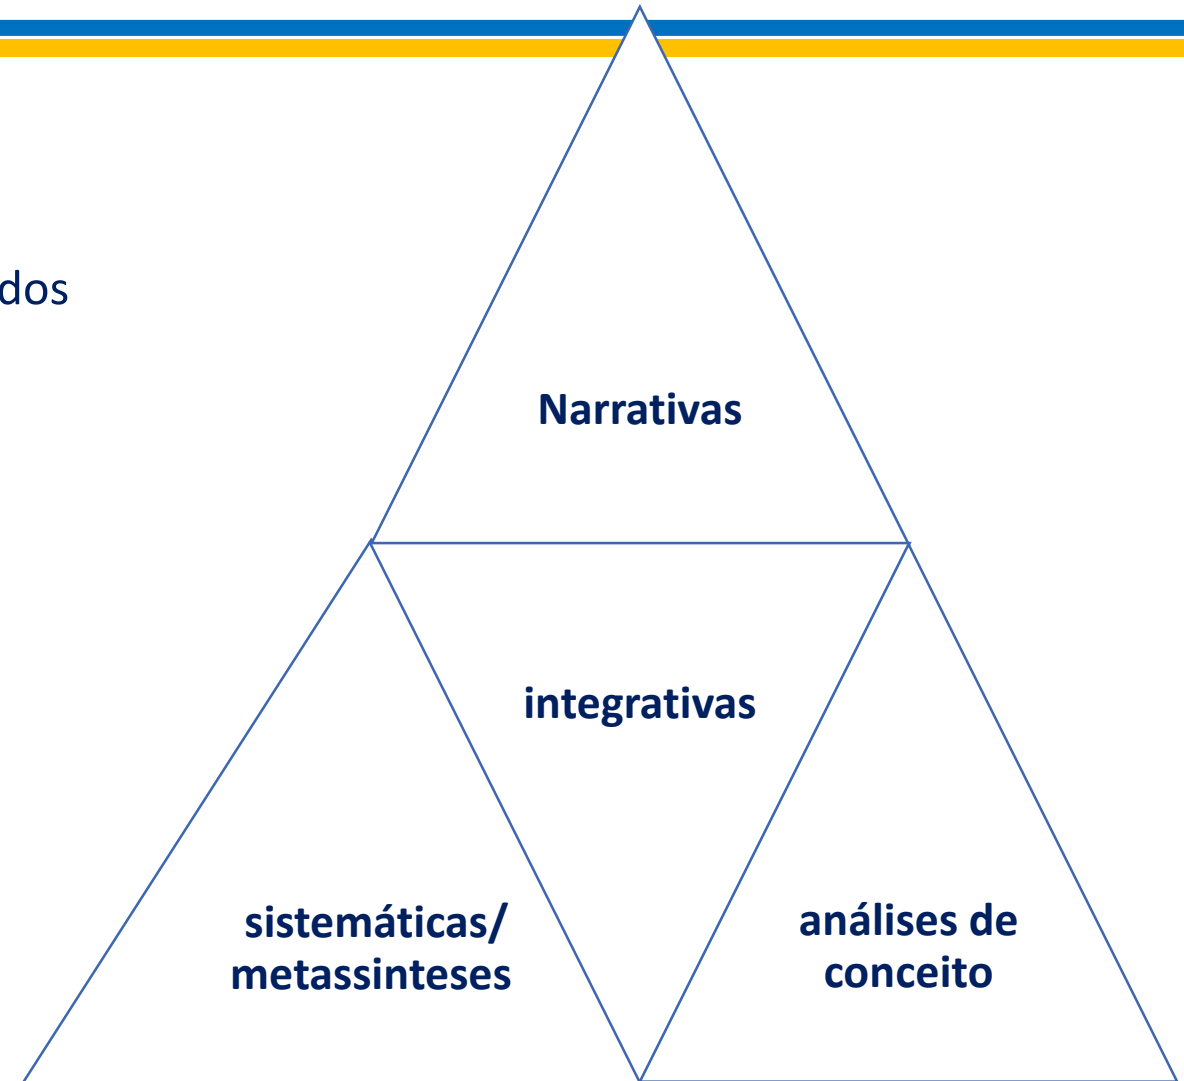 dos
Narrativas
integrativas
sistemáticas/
metassinteses
análises de
conceito